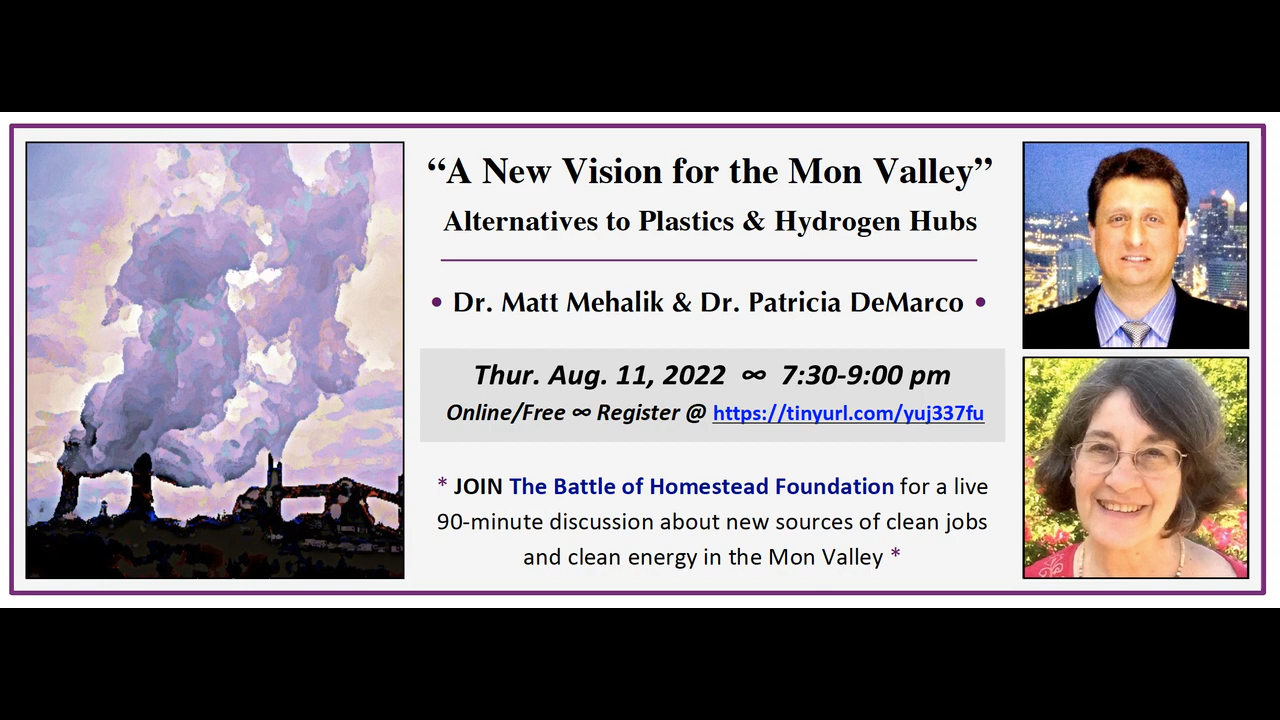 “A New Vision for the Mon Valley”
Alternatives to Plastics & Hydrogen Hubs
• Dr. Matt Mehalik & Dr. Patricia DeMarco •
Thur. Aug. 11, 2022 ∞ 7:30-9:00 pm
Online/Free ∞ Register @ https://tinyurl.com/yuj337fu
* JOIN The Battle of Homestead Foundation for a live
90-minute discussion about new sources of clean jobs
and clean energy in the Mon Valley *